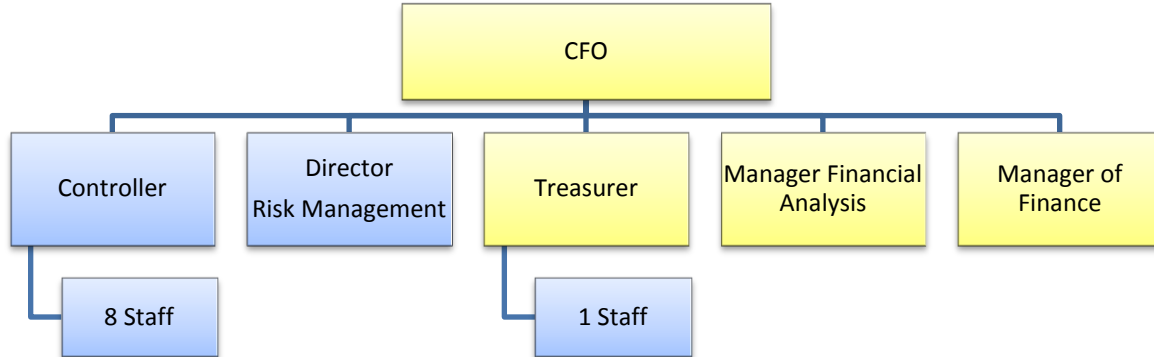 CFO
Controller
Director
Risk Management
Treasurer
Manager Financial
Analysis
Manager of
Finance
8 Staff
1 Staff